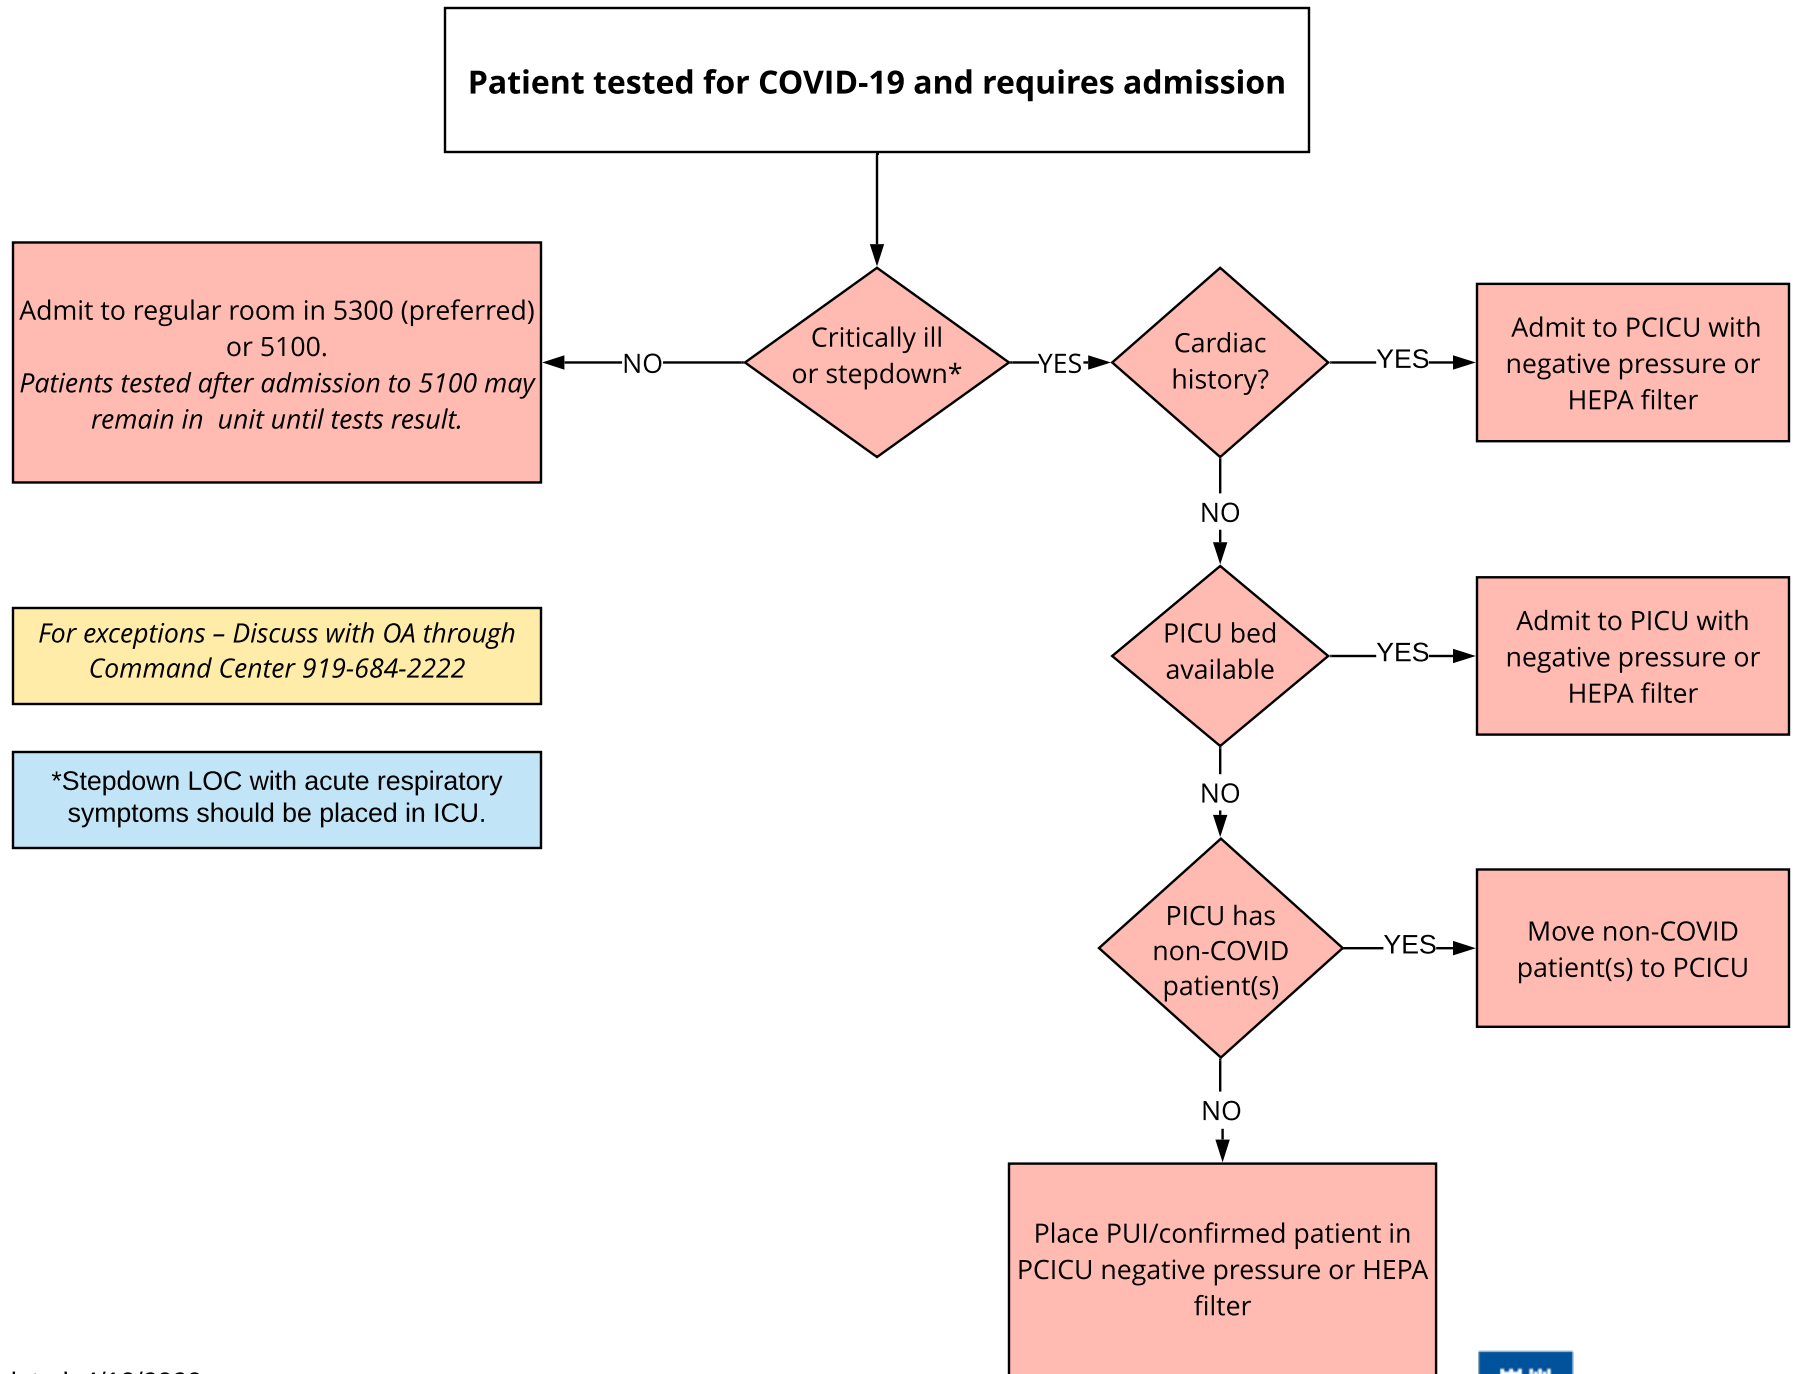 Patient tested for COVID-19 and requires admission
Admit to regular room in 5300 (preferred)
or 5100.
Patients tested after admission to 5100 may
remain in unit until tests result.
NO
Critically ill
or stepdown*
YES
Cardiac
history?
YES
Admit to PCICU with
negative pressure or
HEPA filter
NO
For exceptions – Discuss with OA through
Command Center 919-684-2222
PICU bed
available
YES
Admit to PICU with
negative pressure or
HEPA filter
*Stepdown LOC with acute respiratory
symptoms should be placed in ICU.
NO
PICU has
non-COVID
patient(s)
YES
Move non-COVID
patient(s) to PCICU
NO
Place PUI/confirmed patient in
PCICU negative pressure or HEPA
filter